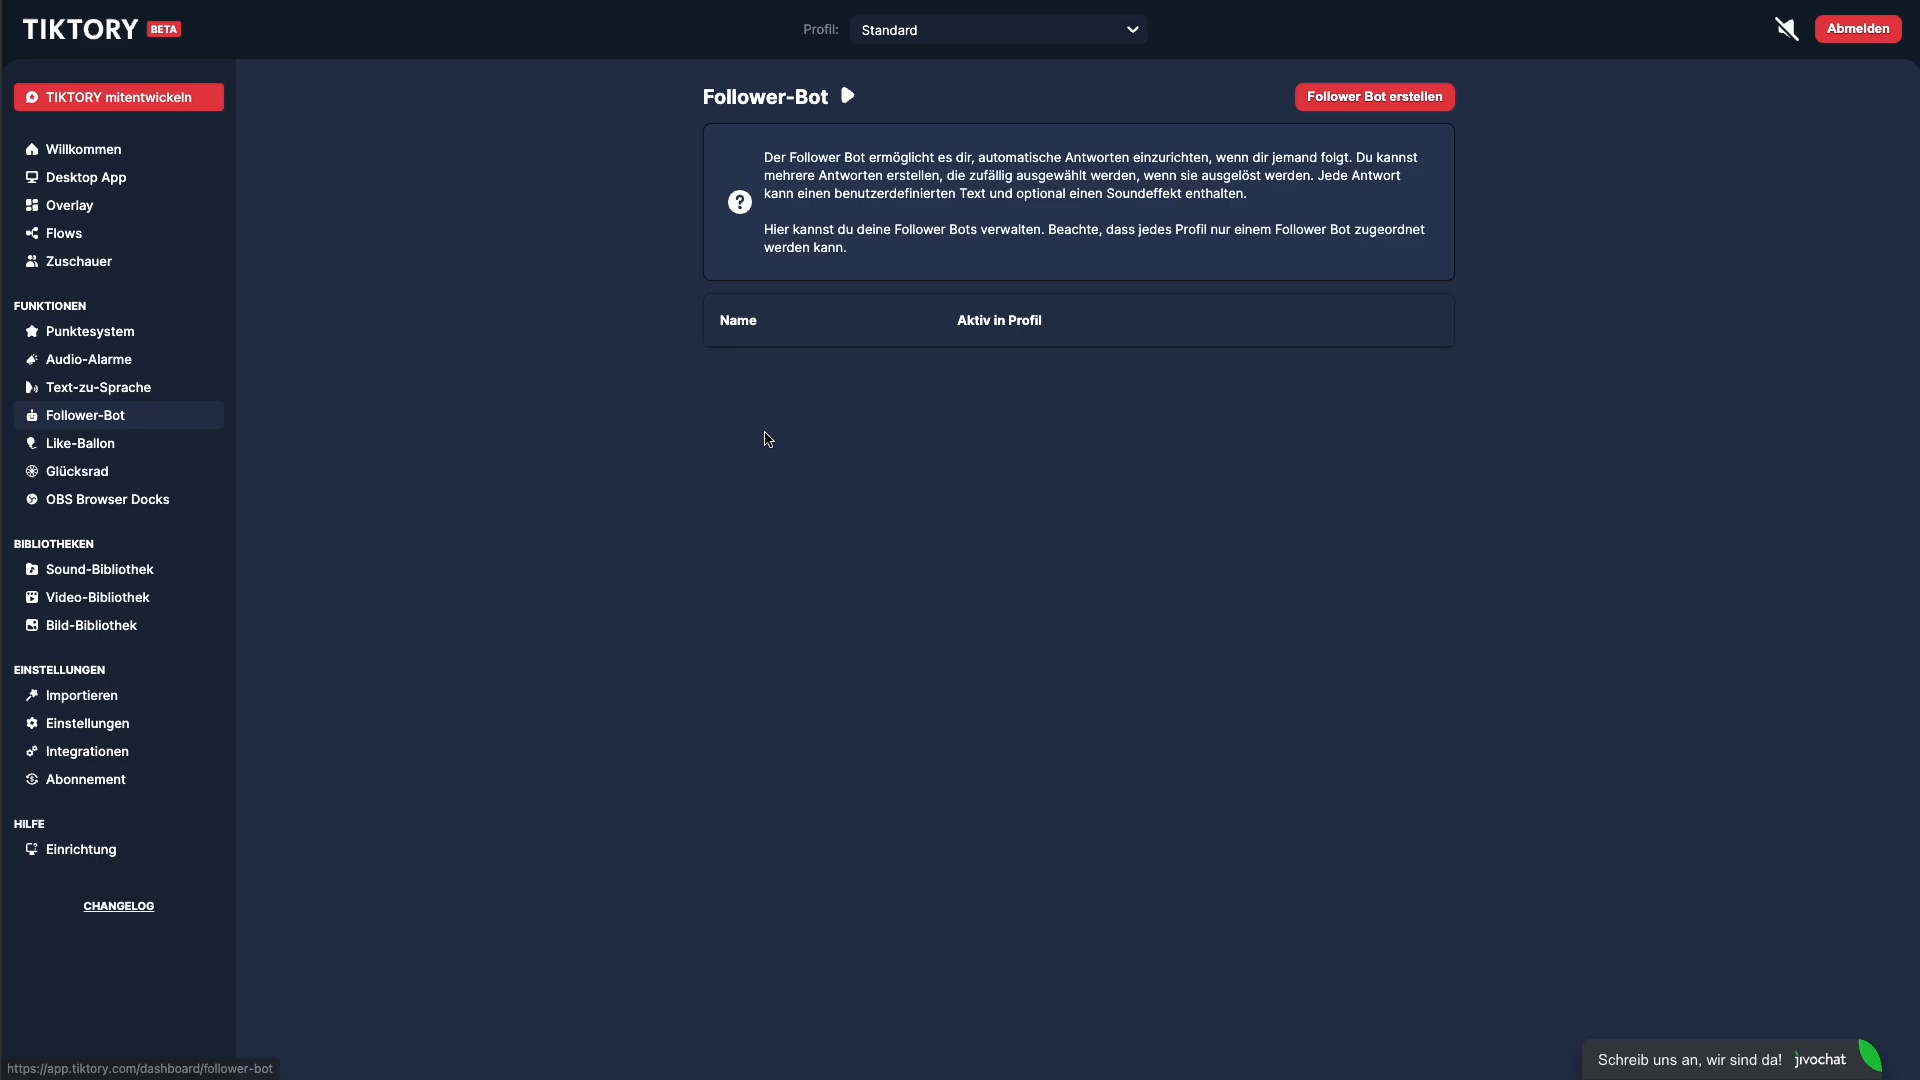 TIKTORY BETA
Profil: Standard
Abmelden
TIKTORY mitentwickeln
Willkommen
Desktop App
Overlay
Flows
Zuschauer
FUNKTIONEN
Punktesystem
Audio-Alarme
Text-zu-Sprache
Follower-Bot
Like-Ballon
Glücksrad
OBS Browser Docks
BIBLIOTHEKEN
Sound-Bibliothek
Video-Bibliothek
Bild-Bibliothek
EINSTELLUNGEN
Importieren
Einstellungen
Integrationen
Abonnement
HILFE
Einrichtung
CHANGELOG
Follower-Bot
Follower Bot erstellen
Der Follower Bot ermöglicht es dir, automatische Antworten einzurichten, wenn dir jemand folgt. Du kannst
mehrere Antworten erstellen, die zufällig ausgewählt werden, wenn sie ausgelöst werden. Jede Antwort
kann einen benutzerdefinierten Text und optional einen Soundeffekt enthalten.
Hier kannst du deine Follower Bots verwalten. Beachte, dass jedes Profil nur einem Follower Bot zugeordnet
werden kann.
Name Aktiv in Profil
https://app.tiktory.com/dashboard/follower-bot
Schreib uns an, wir sind da! jivochat